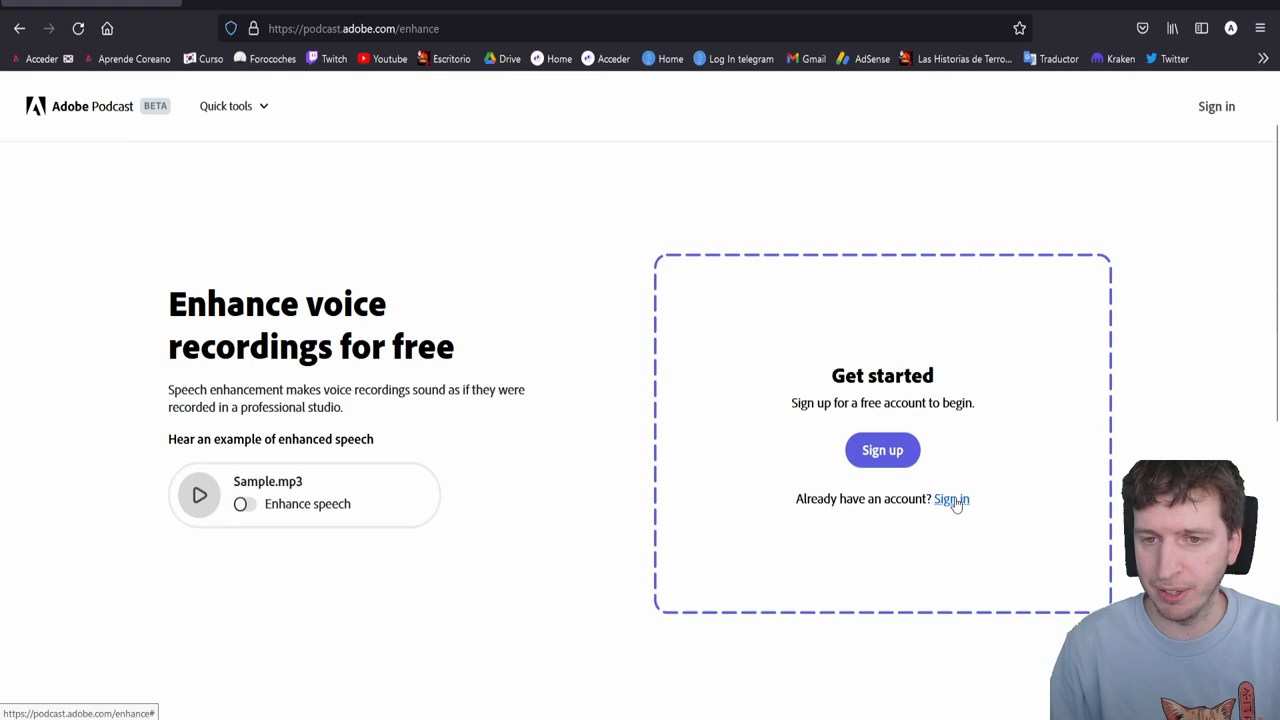 https://podcast.adobe.com/enhance
A
Acceder
Aprende Coreano
Curso
Forocoches
Twitch
Youtube
Escritorio
Drive
Home
Acceder
Home
Log In telegram
Gmail
AdSense
Las Historias de Terro...
Traductor
Kraken
Twitter
Adobe Podcast BETA
Quick tools
Sign in
Enhance voice
recordings for free
Speech enhancement makes voice recordings sound as if they were
recorded in a professional studio.
Hear an example of enhanced speech
Sample.mp3
Enhance speech
Get started
Sign up for a free account to begin.
Sign up
Already have an account? Sign in
https://podcast.adobe.com/enhance#